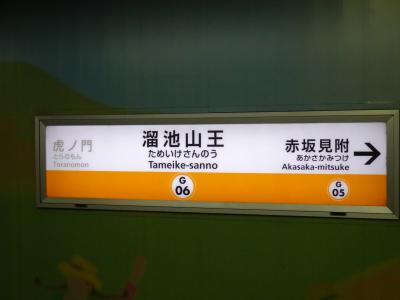 虎ノ門
とらのもん
Toranomon
溜池山王
ためいけさんのう
Tameike-sanno
G
06
赤坂見附
あかさかみつけ
Akasaka-mitsuke
G
05